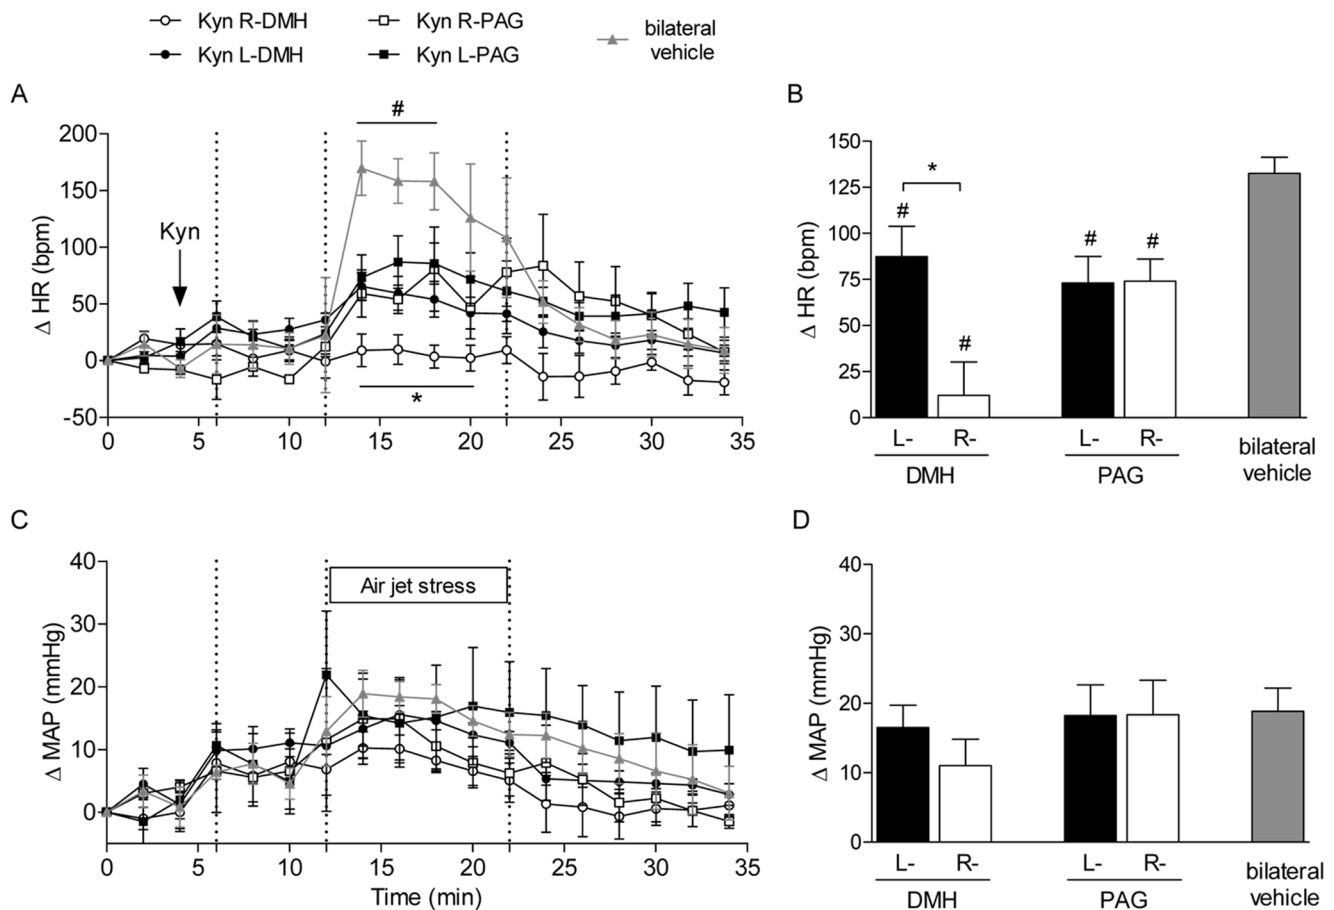 Kyn R-DMH
Kyn R-PAG
bilateral
vehicle
Kyn L-DMH
Kyn L-PAG
A
#
200
150
100
50
0
-50
Δ HR (bpm)
Kyn
*
0 5 10 15 20 25 30 35
B
150
125
100
75
50
25
0
Δ HR (bpm)
*
#
#
#
#
L- R-
DMH
L- R-
PAG
bilateral
vehicle
C
40
30
20
10
0
Δ MAP (mmHg)
Air jet stress
0 5 10 15 20 25 30 35
Time (min)
D
40
30
20
10
0
Δ MAP (mmHg)
L- R-
DMH
L- R-
PAG
bilateral
vehicle